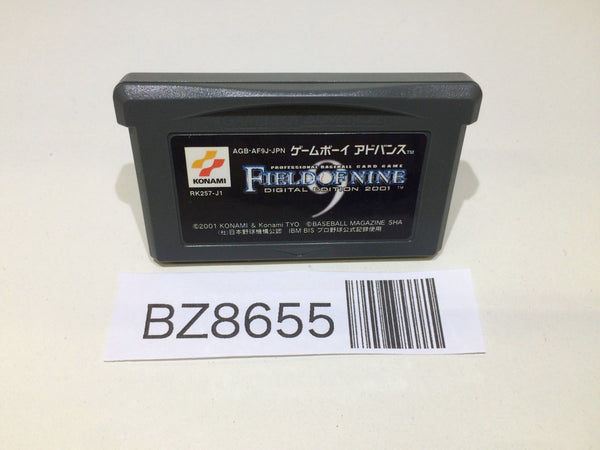 AGB-AF9J-JPN ゲームボーイ アドバンス™
KONAMI
PROFESSIONAL BASEBALL CARD GAME
FIELD OF NINE
9
DIGITAL EDITION 2001 ™
RK257-J1
©2001 KONAMI & Konami TYO ©BASEBALL MAGAZINE SHA
(社)日本野球機構公認 IBM BIS プロ野球公式記録使用
BZ8655